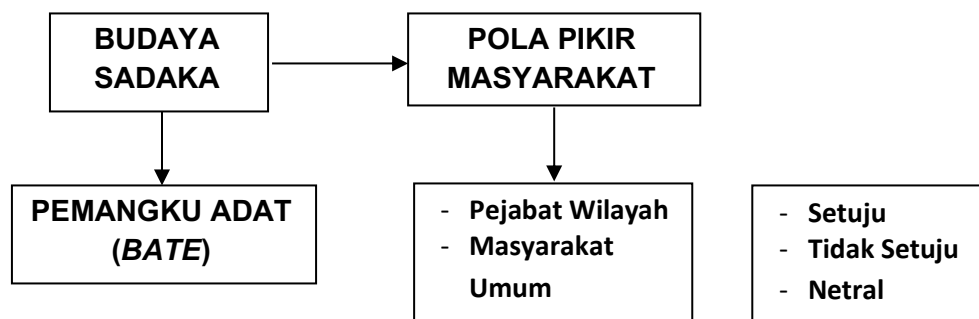 BUDAYA
SADAKA
POLA PIKIR
MASYARAKAT
PEMANGKU ADAT
(BATE)
- Pejabat Wilayah
- Masyarakat
Umum
- Setuju
- Tidak Setuju
- Netral